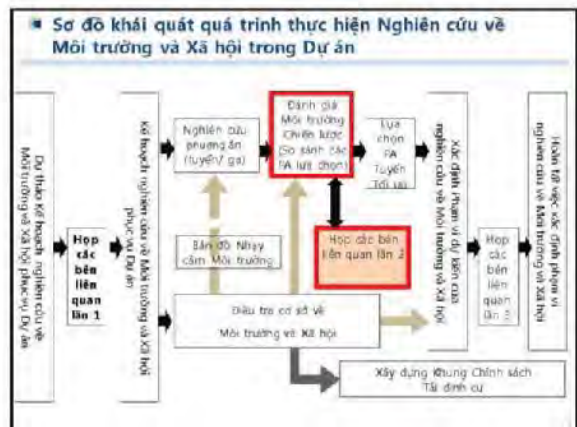 Sơ đồ khái quát quá trình thực hiện Nghiên cứu về
Môi trường và Xã hội trong Dự án
Dự thảo Kế hoạch nghiên cứu về
Môi trường và Xã hội phục vụ Dự án
Họp
các
bên
liên
quan
lần 1
Kế hoạch nghiên cứu về Môi trường và Xã hội
phục vụ Dự án
Nghiên cứu
phương án
(tuyến/ ga)
Đánh giá
Môi trường
Chiến lược
(So sánh các
PA lựa chọn)
Lựa
chọn
PA
Tuyến
Tối ưu
Bản đồ Nhạy
cảm Môi trường
Họp các bên
liên quan lần 2
Điều tra cơ sở về
Môi trường và Xã hội
Xây dựng Khung Chính sách
Tái định cư
Xác định Phạm vi dự kiến của
nghiên cứu về Môi trường và Xã hội
Họp
các
bên
liên
quan
lần 3
Hoàn tất việc xác định phạm vi
nghiên cứu về Môi trường và Xã hội